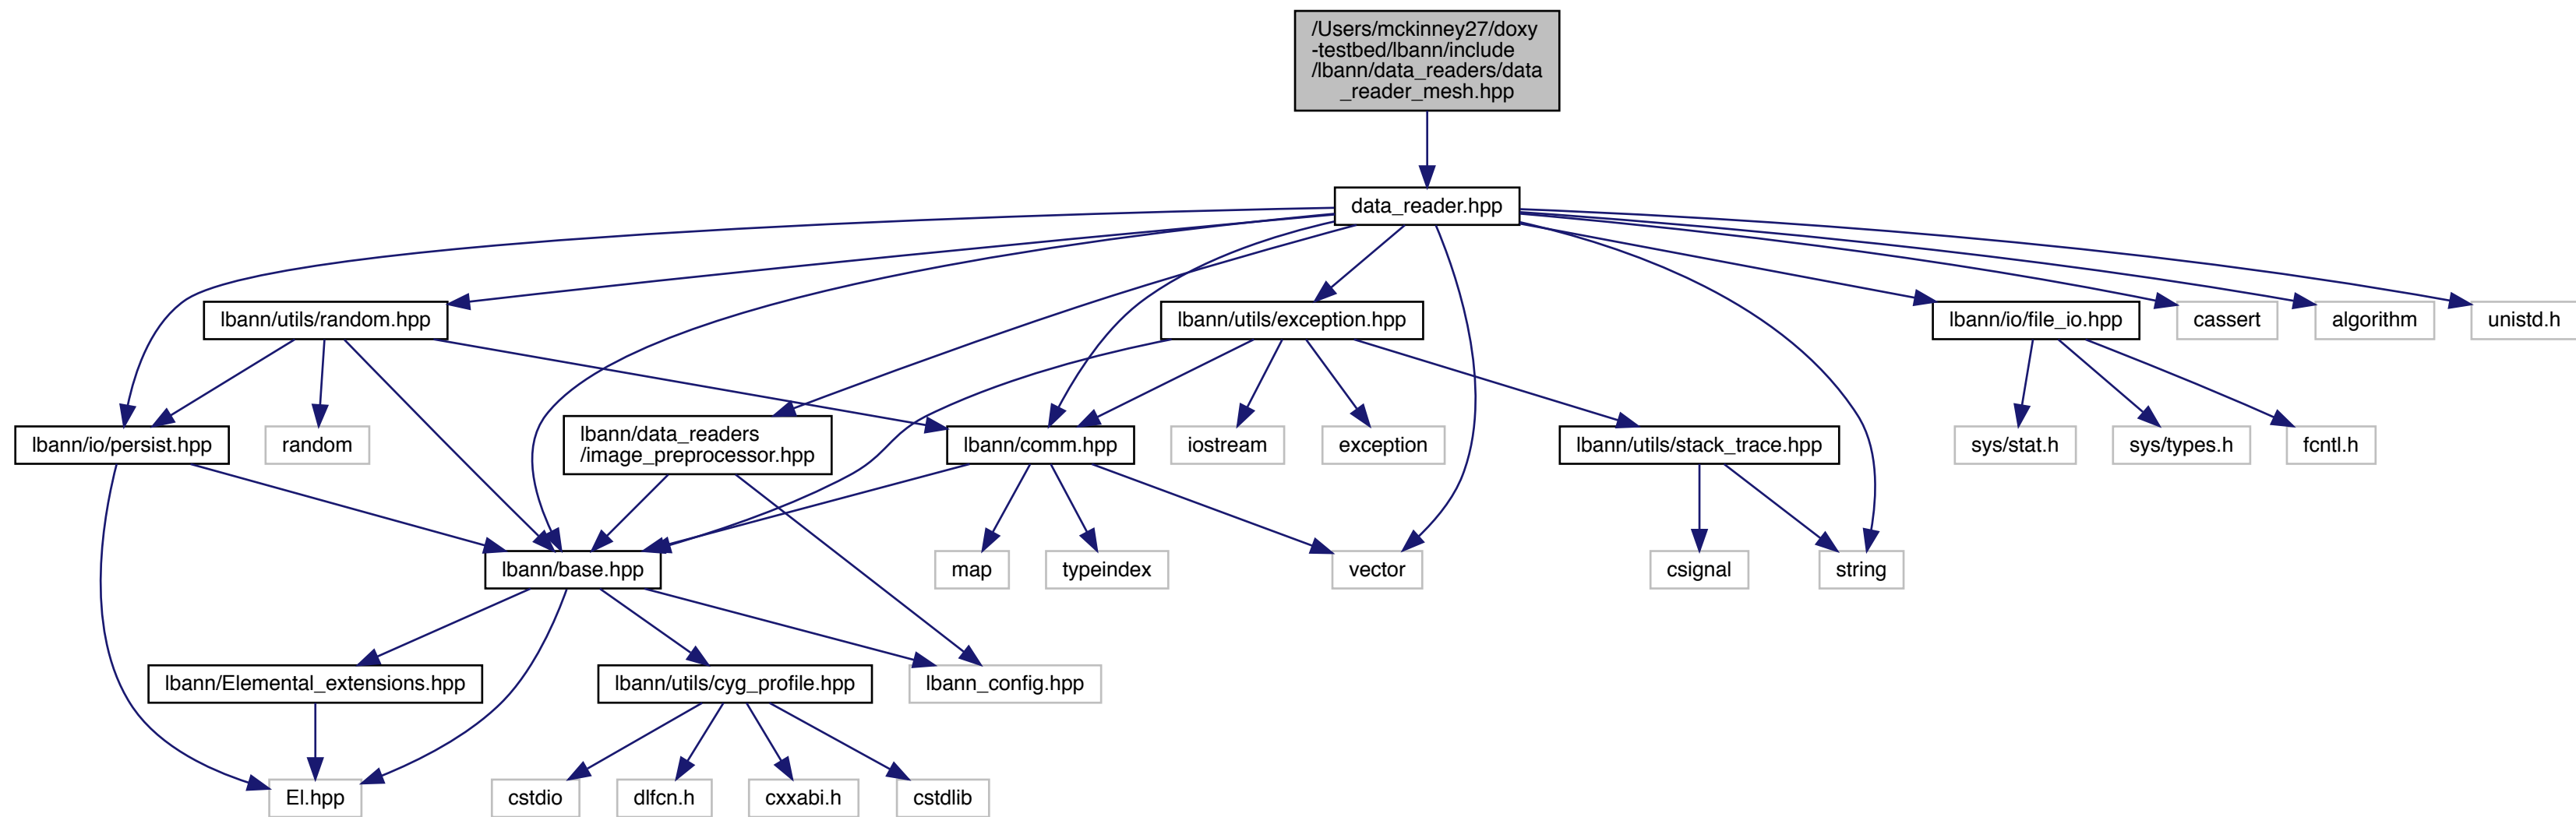 /Users/mckinney27/doxy
-testbed/lbann/include
/lbann/data_readers/data
_reader_mesh.hpp
data_reader.hpp
lbann/utils/random.hpp
lbann/utils/exception.hpp
lbann/io/file_io.hpp
cassert
algorithm
unistd.h
lbann/io/persist.hpp
random
lbann/data_readers
/image_preprocessor.hpp
lbann/comm.hpp
iostream
exception
lbann/utils/stack_trace.hpp
sys/stat.h
sys/types.h
fcntl.h
lbann/base.hpp
map
typeindex
vector
csignal
string
lbann/Elemental_extensions.hpp
lbann/utils/cyg_profile.hpp
lbann_config.hpp
El.hpp
cstdio
dlfcn.h
cxxabi.h
cstdlib